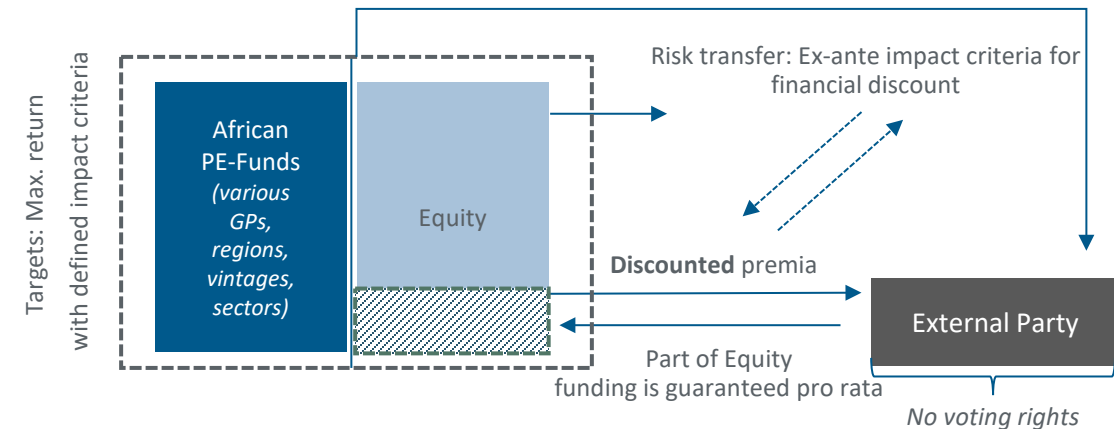 Targets: Max. return
with defined impact criteria
African
PE-Funds
(various
GPs,
regions,
vintages,
sectors)
Equity
Risk transfer: Ex-ante impact criteria for
financial discount
Discounted premia
External Party
Part of Equity
funding is guaranteed pro rata
No voting rights